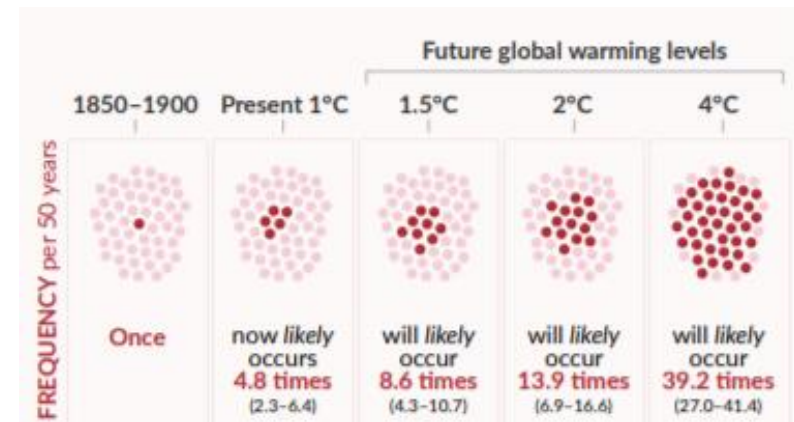 Future global warming levels
1850–1900 Present 1°C 1.5°C 2°C 4°C
FREQUENCY per 50 years
Once
now likely
occurs
4.8 times
(2.3–6.4)
will likely
occur
8.6 times
(4.3–10.7)
will likely
occur
13.9 times
(6.9–16.6)
will likely
occur
39.2 times
(27.0–41.4)